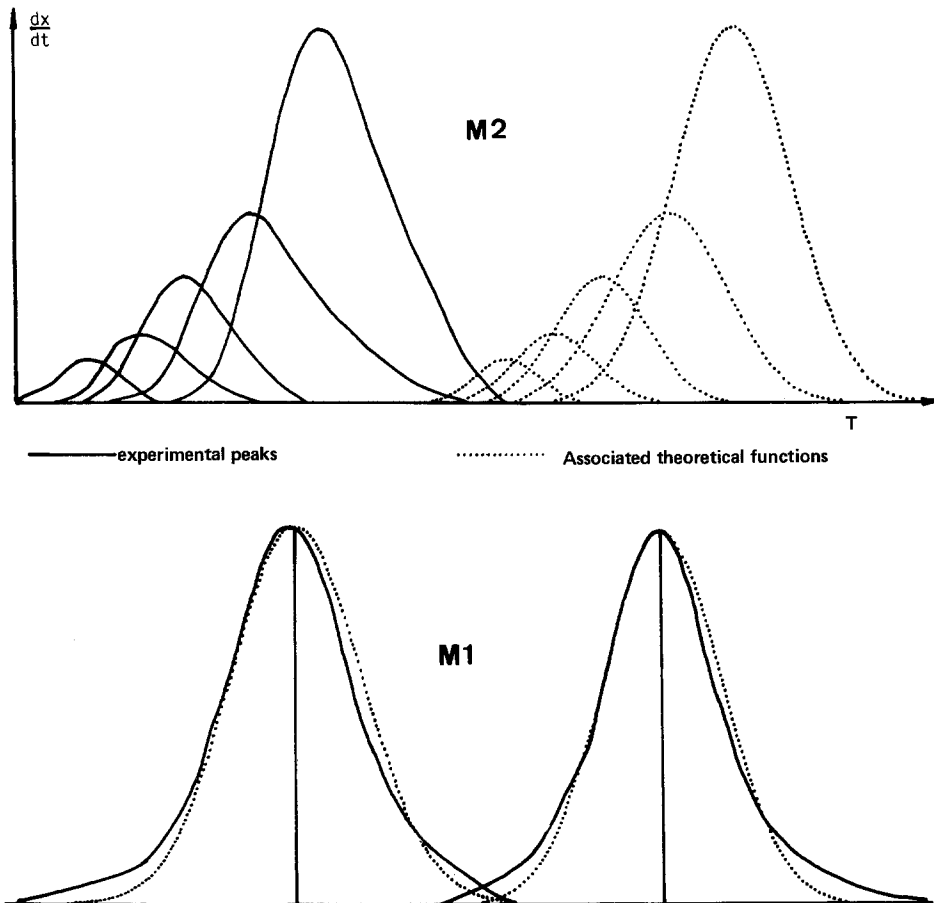 dx
dt
M2
T
experimental peaks
Associated theoretical functions
M1